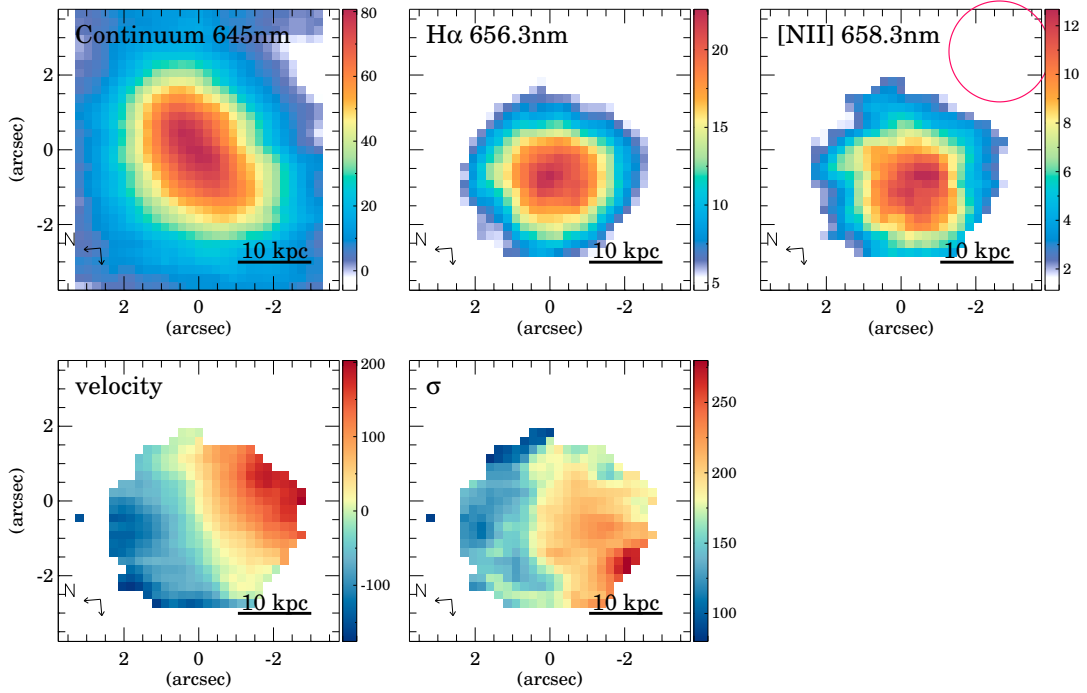 Continuum 645nm
Hα 656.3nm
[NII] 658.3nm
80
60
40
20
0
20
15
10
5
12
10
8
6
4
2
2
0
-2
(arcsec)
N
10 kpc
N
10 kpc
N
10 kpc
2 0 -2
2 0 -2
2 0 -2
(arcsec)
(arcsec)
(arcsec)
velocity
σ
200
100
0
-100
250
200
150
100
2
0
-2
(arcsec)
N
10 kpc
N
10 kpc
2 0 -2
2 0 -2
(arcsec)
(arcsec)